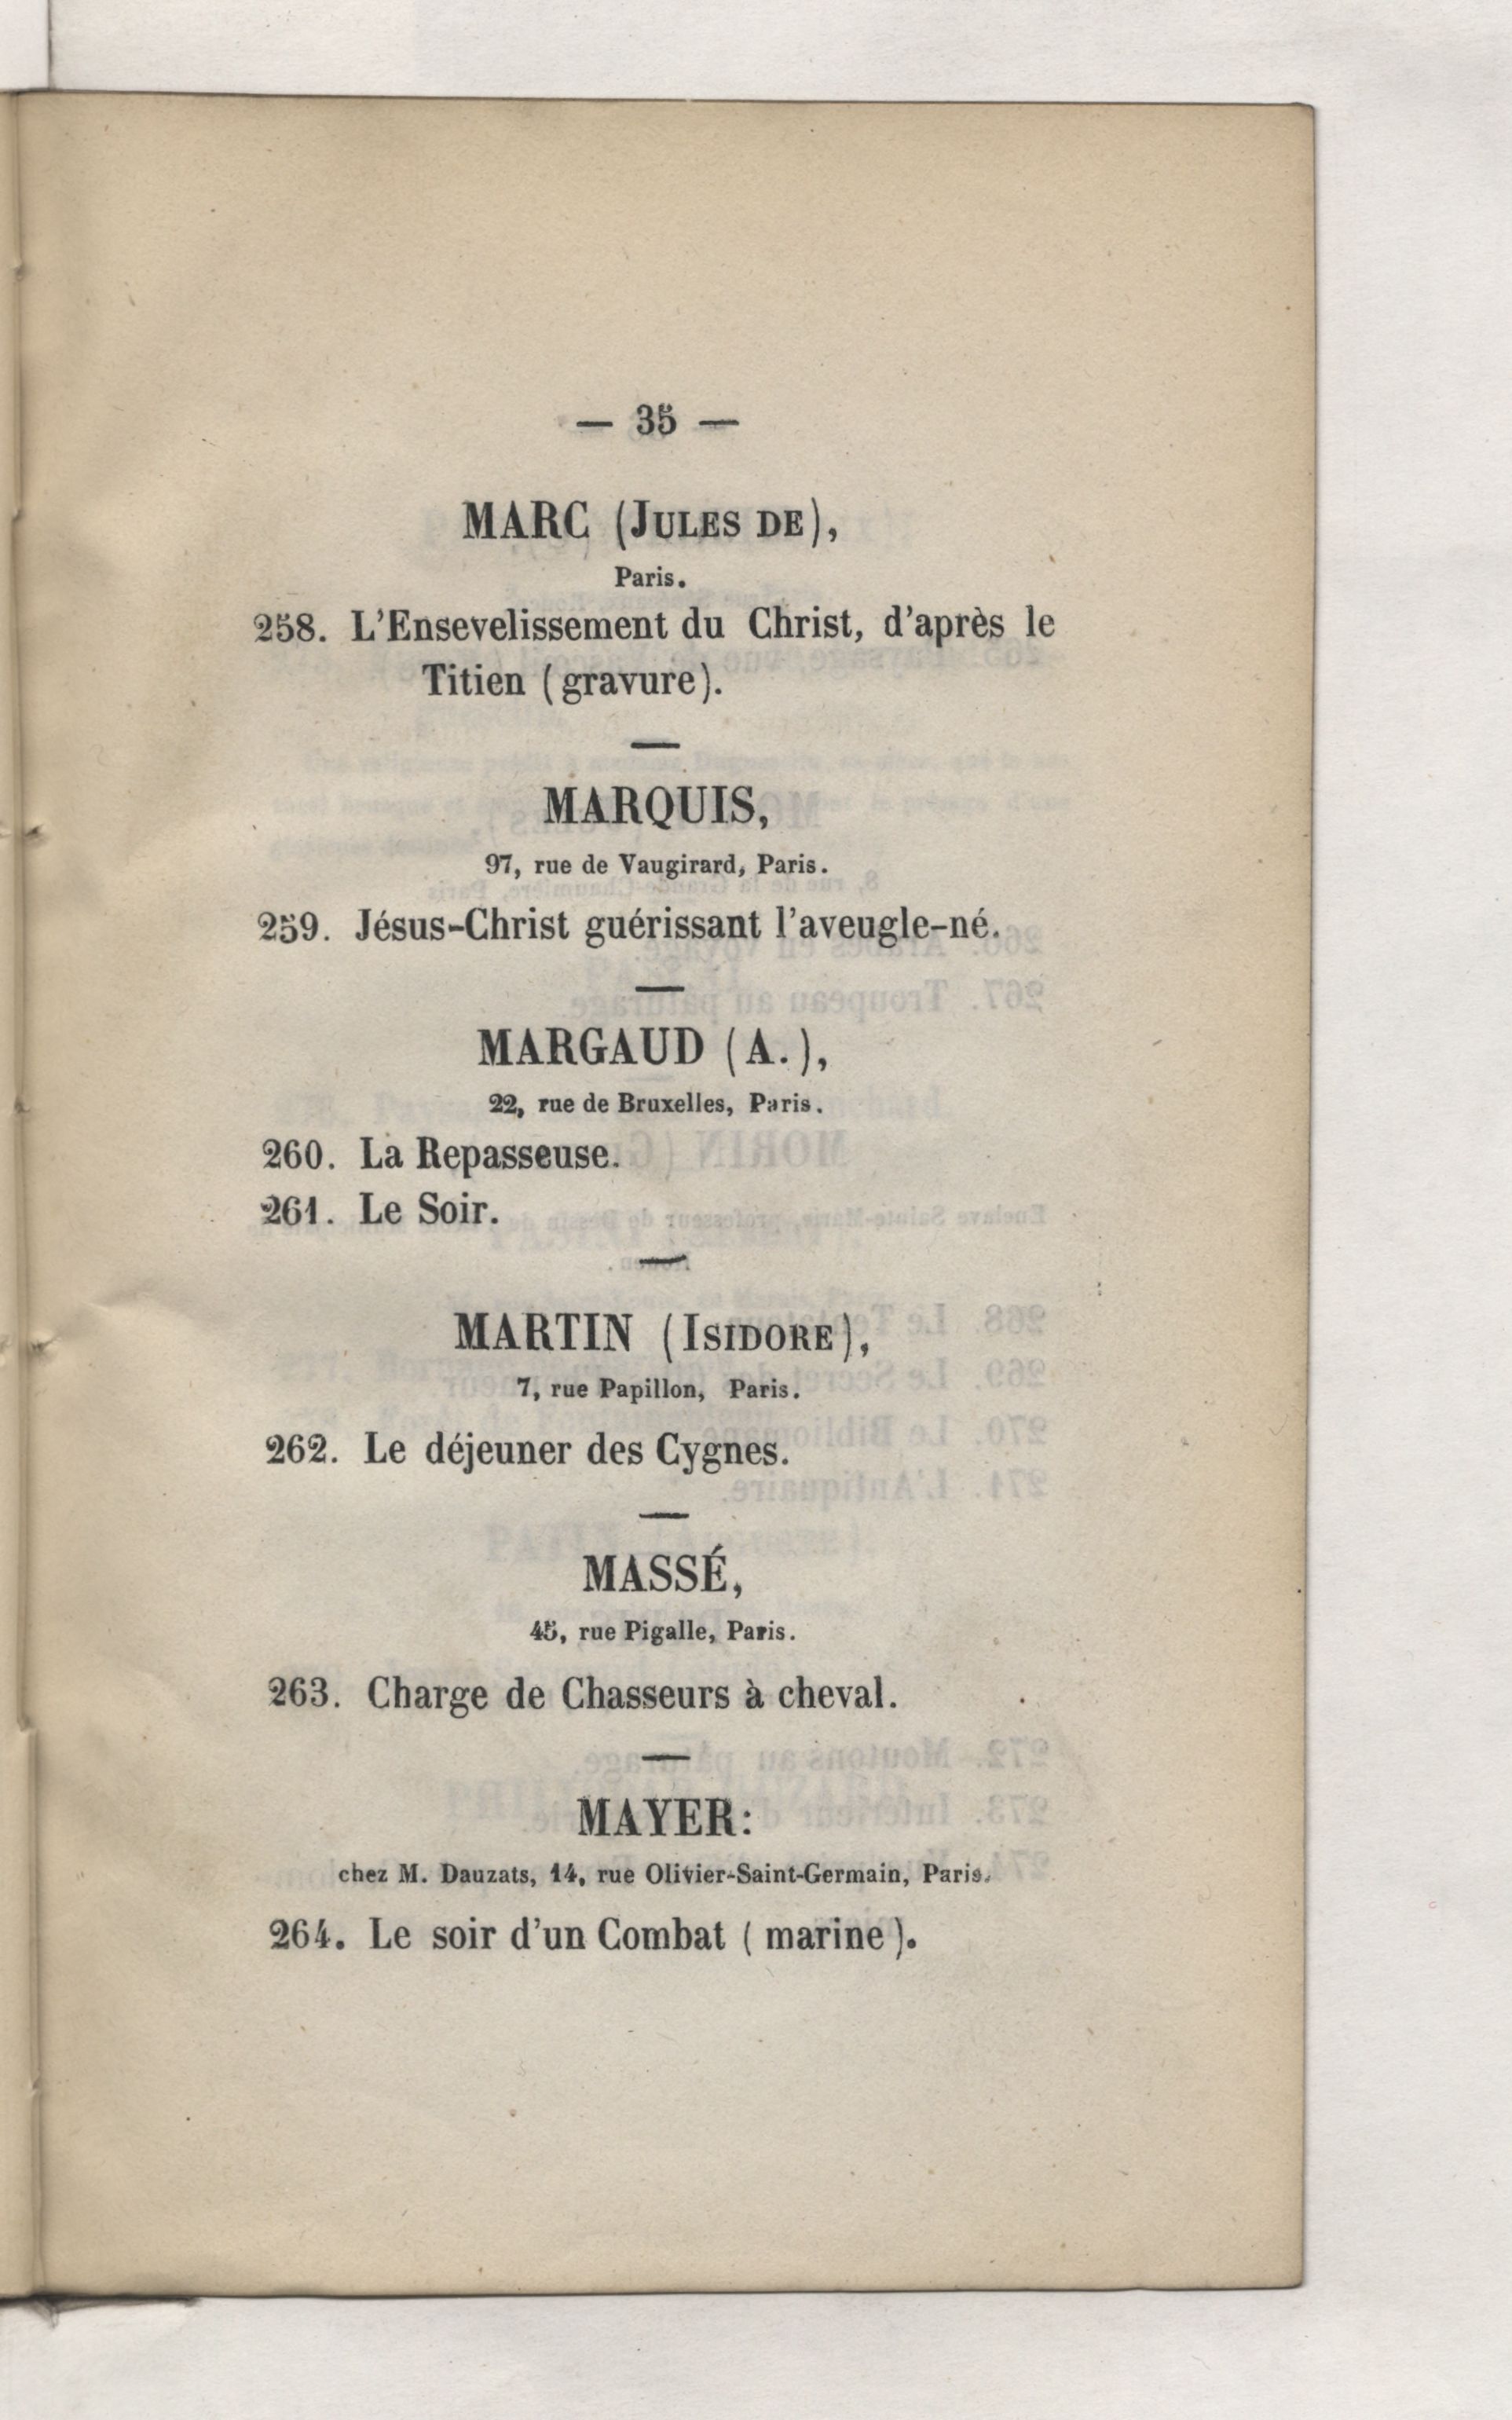 — 35 —
MARC (JULES DE),
Paris.
258. L'Ensevelissement du Christ, d'après le
Titien (gravure).
MARQUIS,
97, rue de Vaugirard, Paris.
259. Jésus-Christ guérissant l'aveugle-né.
MARGAUD (A.),
22, rue de Bruxelles, Paris.
260. La Repasseuse.
261. Le Soir.
MARTIN (ISIDORE),
7, rue Papillon, Paris.
262. Le déjeuner des Cygnes.
MASSÉ,
45, rue Pigalle, Paris.
263. Charge de Chasseurs à cheval.
MAYER:
chez M. Dauzats, 14, rue Olivier-Saint-Germain, Paris.
264. Le soir d'un Combat (marine).